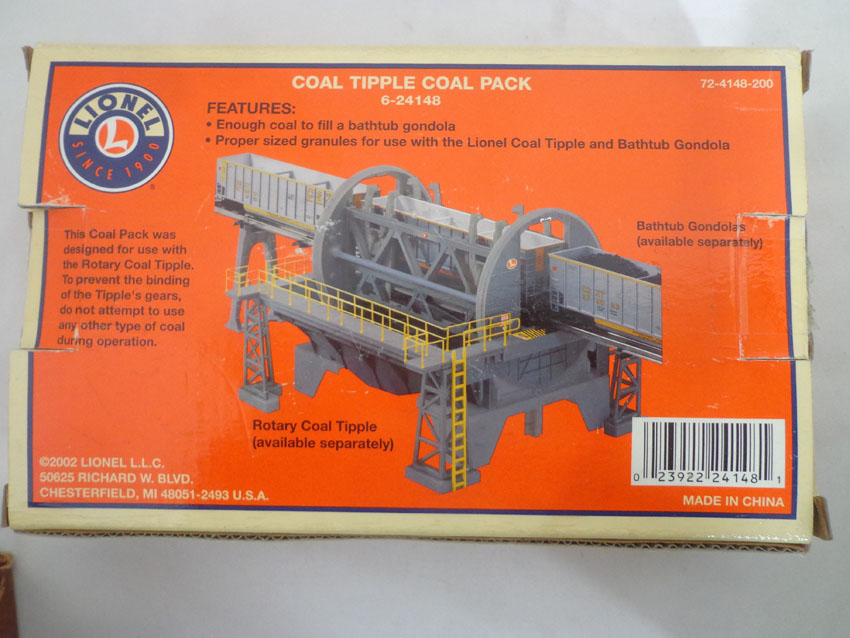 COAL TIPPLE COAL PACK
6-24148
72-4148-200
LIONEL
L
SINCE 1900
®
FEATURES:
• Enough coal to fill a bathtub gondola
• Proper sized granules for use with the Lionel Coal Tipple and Bathtub Gondola
This Coal Pack was
designed for use with
the Rotary Coal Tipple.
To prevent the binding
of the Tipple's gears,
do not attempt to use
any other type of coal
during operation.
Bathtub Gondolas
(available separately)
Rotary Coal Tipple
(available separately)
©2002 LIONEL L.L.C.
50625 RICHARD W. BLVD.
CHESTERFIELD, MI 48051-2493 U.S.A.
0 23922 24148 1
MADE IN CHINA